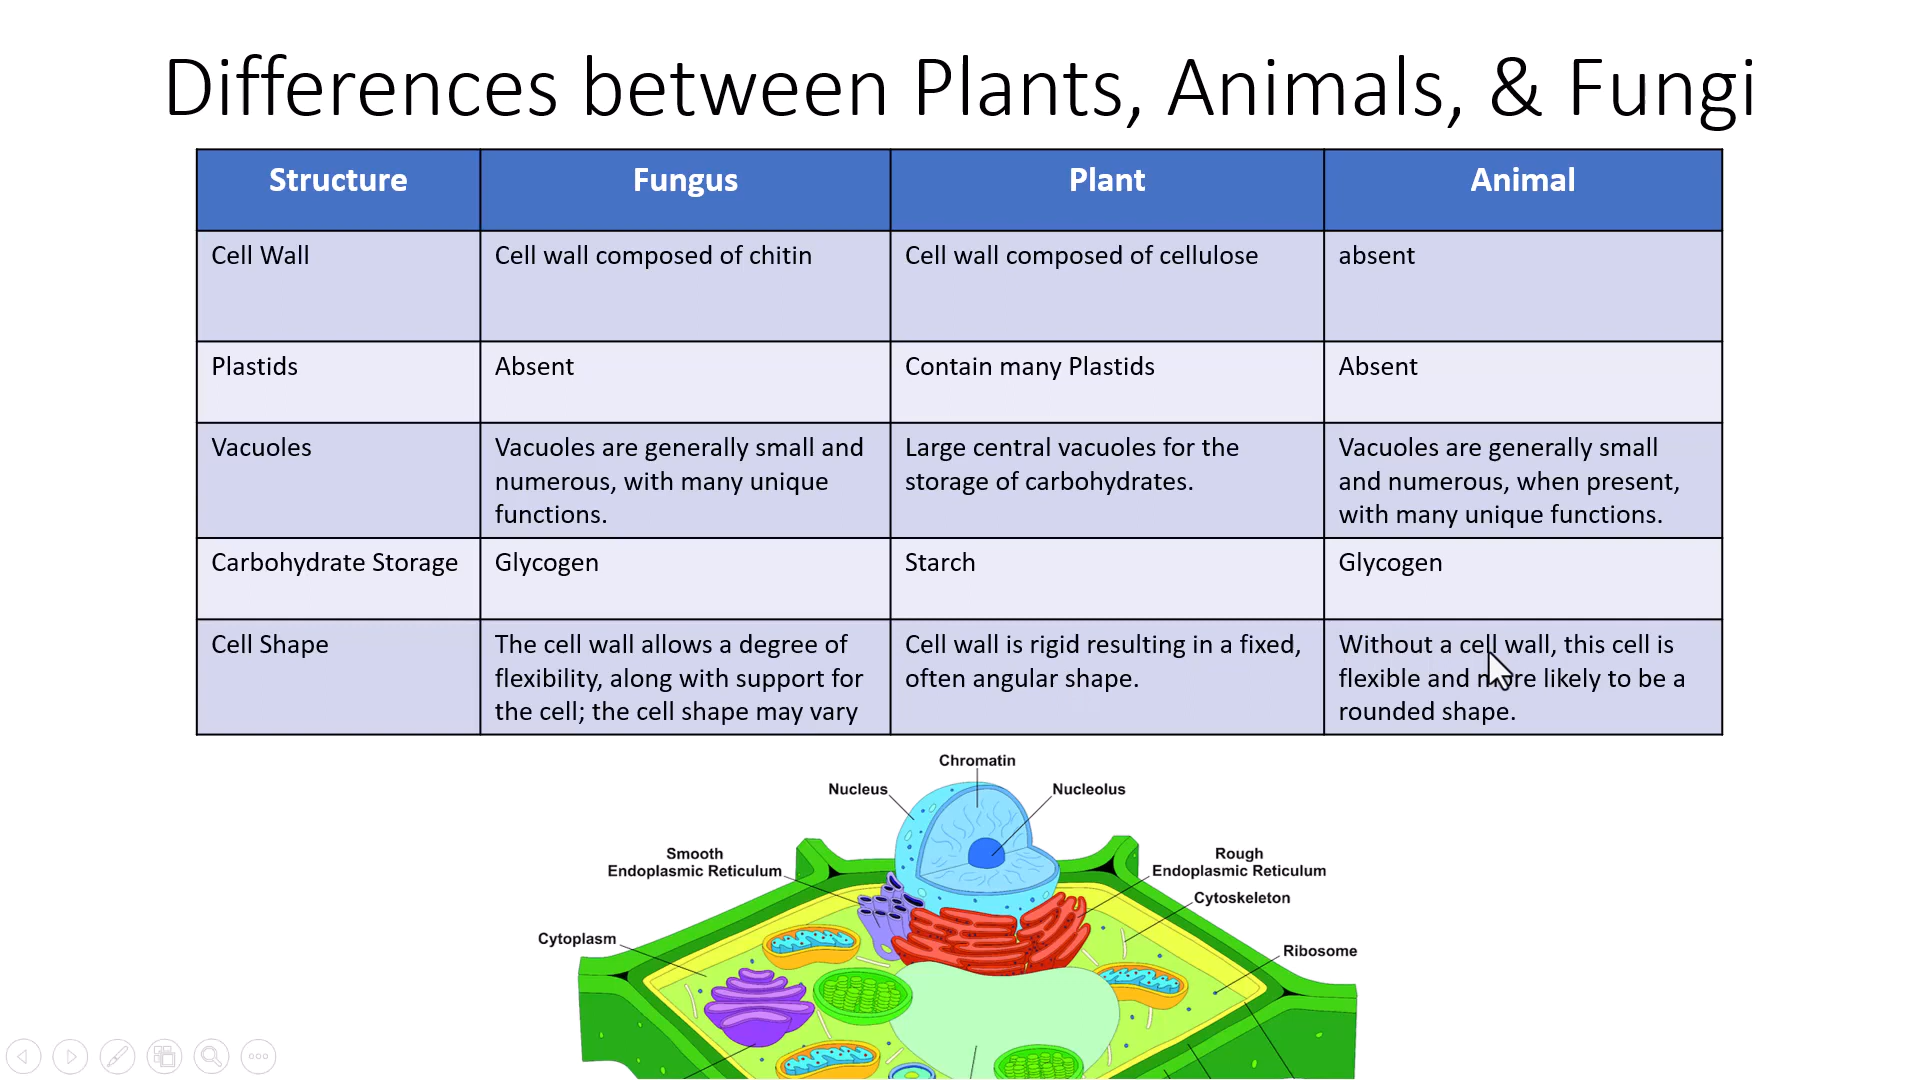 Differences between Plants, Animals, & Fungi
Structure
Fungus
Plant
Animal
Cell Wall
Cell wall composed of chitin
Cell wall composed of cellulose
absent
Plastids
Absent
Contain many Plastids
Absent
Vacuoles
Vacuoles are generally small and
numerous, with many unique
functions.
Large central vacuoles for the
storage of carbohydrates.
Vacuoles are generally small
and numerous, when present,
with many unique functions.
Carbohydrate Storage
Glycogen
Starch
Glycogen
Cell Shape
The cell wall allows a degree of
flexibility, along with support for
the cell; the cell shape may vary
Cell wall is rigid resulting in a fixed,
often angular shape.
Without a cell wall, this cell is
flexible and more likely to be a
rounded shape.
Chromatin
Nucleus
Nucleolus
Smooth
Endoplasmic Reticulum
Rough
Endoplasmic Reticulum
Cytoskeleton
Cytoplasm
Ribosome